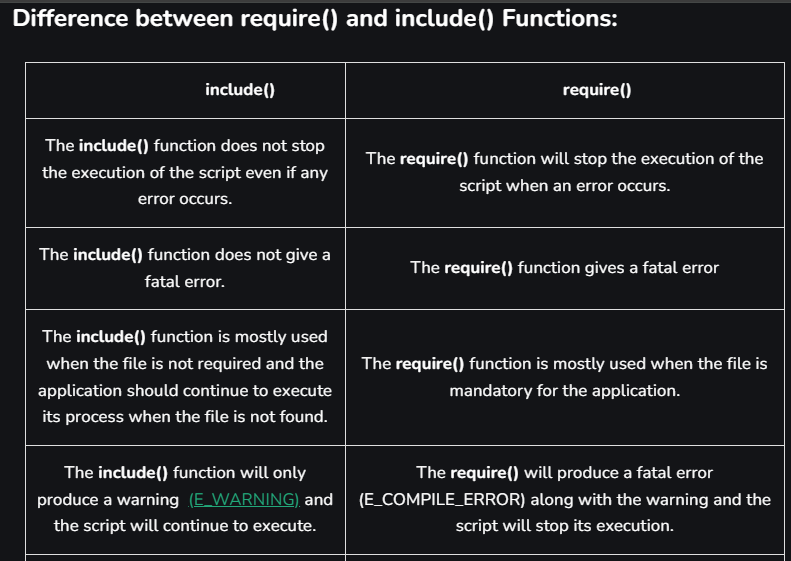 Difference between require() and include() Functions:
include()
require()
The include() function does not stop
the execution of the script even if any
error occurs.
The require() function will stop the execution of the
script when an error occurs.
The include() function does not give a
fatal error.
The require() function gives a fatal error
The include() function is mostly used
when the file is not required and the
application should continue to execute
its process when the file is not found.
The require() function is mostly used when the file is
mandatory for the application.
The include() function will only
produce a warning (E_WARNING) and
the script will continue to execute.
The require() will produce a fatal error
(E_COMPILE_ERROR) along with the warning and the
script will stop its execution.